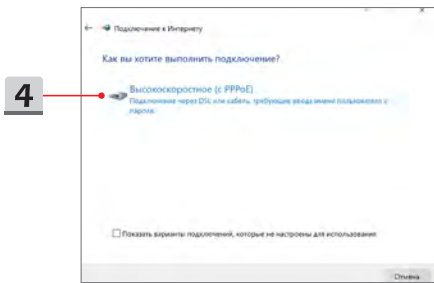 Подключение к Интернету
Как вы хотите выполнить подключение?
4
Высокоскоростное (с PPPoE)
Подключение через DSL или кабель, требующее ввода имени пользователя и
пароля.
Показать варианты подключений, которые не настроены для использования
Отмена